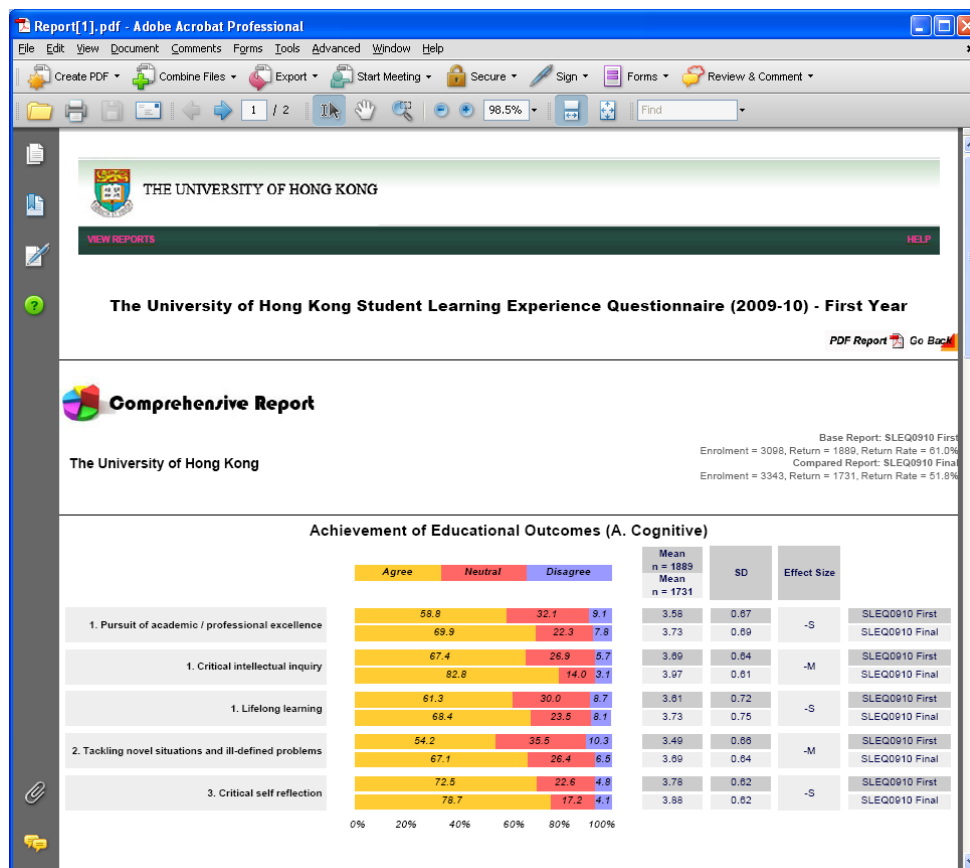 Report[1].pdf - Adobe Acrobat Professional
File Edit View Document Comments Forms Tools Advanced Window Help
Create PDF Combine Files Export Start Meeting Secure Sign Forms Review & Comment
1 / 2 98.5% Find
THE UNIVERSITY OF HONG KONG
VIEW REPORTS HELP
The University of Hong Kong Student Learning Experience Questionnaire (2009-10) - First Year
PDF Report Go Back
Comprehensive Report
Base Report: SLEQ0910 First
Enrolment = 3098, Return = 1889, Return Rate = 61.0%
The University of Hong Kong
Compared Report: SLEQ0910 Final
Enrolment = 3343, Return = 1731, Return Rate = 51.8%
Achievement of Educational Outcomes (A. Cognitive)
Agree Neutral Disagree
Mean
n = 1889
Mean
n = 1731
SD Effect Size
1. Pursuit of academic / professional excellence
58.8 32.1 9.1 3.58 0.67 SLEQ0910 First
-S
69.9 22.3 7.8 3.73 0.69 SLEQ0910 Final
1. Critical intellectual inquiry
67.4 26.9 5.7 3.69 0.64 SLEQ0910 First
-M
82.8 14.0 3.1 3.97 0.61 SLEQ0910 Final
1. Lifelong learning
61.3 30.0 8.7 3.61 0.72 SLEQ0910 First
-S
68.4 23.5 8.1 3.73 0.75 SLEQ0910 Final
2. Tackling novel situations and ill-defined problems
54.2 35.5 10.3 3.49 0.66 SLEQ0910 First
-M
67.1 26.4 6.5 3.69 0.64 SLEQ0910 Final
3. Critical self reflection
72.5 22.6 4.8 3.78 0.62 SLEQ0910 First
-S
78.7 17.2 4.1 3.88 0.62 SLEQ0910 Final
0% 20% 40% 60% 80% 100%